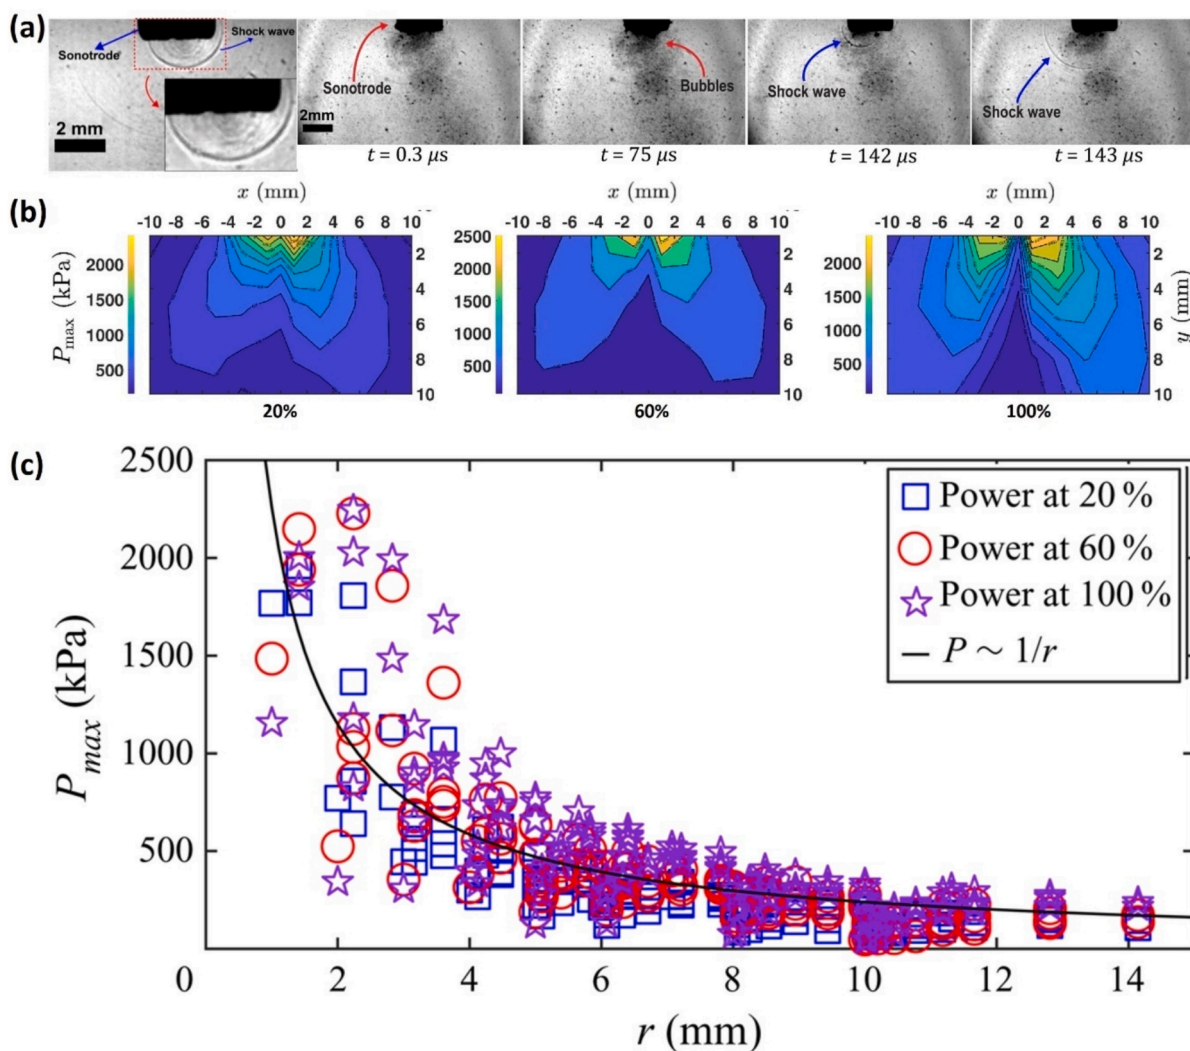 (a)
Sonotrode
Shock wave
2 mm
Sonotrode
2mm
t = 0.3 μs
Bubbles
t = 75 μs
Shock wave
t = 142 μs
Shock wave
t = 143 μs
(b)
x (mm)
x (mm)
x (mm)
-10 -8 -6 -4 -2 0 2 4 6 8 10
-10 -8 -6 -4 -2 0 2 4 6 8 10
-10 -8 -6 -4 -2 0 2 4 6 8 10
P_max (kPa)
2000
1500
1000
500
2
4
6
8
10
20%
2500
2000
1500
1000
500
2
4
6
8
10
60%
2000
1500
1000
500
2
4
6
8
10
y (mm)
100%
(c)
P_max (kPa)
2500
2000
1500
1000
500
0 2 4 6 8 10 12 14
r (mm)
Power at 20 %
Power at 60 %
Power at 100 %
P ∼ 1/r